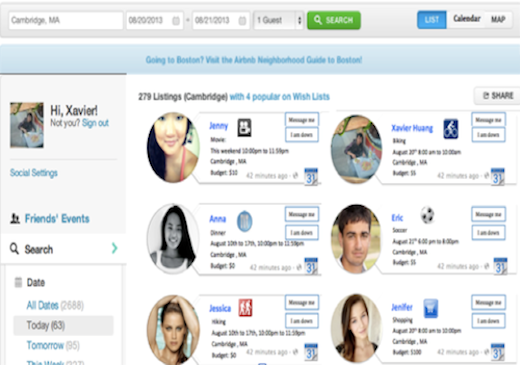 Cambridge, MA 08/20/2013 - 08/21/2013 1 Guest SEARCH LIST Calendar MAP
Going to Boston? Visit the Airbnb Neighborhood Guide to Boston!
Hi, Xavier!
Not you? Sign out
Social Settings
Friends' Events
Search
Date
All Dates (2688)
Today (63)
Tomorrow (95)
This Week (227)
279 Listings (Cambridge) with 4 popular on Wish Lists
SHARE
Jenny
Movie:
This weekend 10:00pm to 11:59pm
Cambridge , MA
Budget: $10
42 minutes ago
Message me
I am down
31
Xavier Huang
Biking
August 20th 8:00 am to 10:00am
Cambridge , MA
Budget: $5
42 minutes ago
Message me
I am down
31
Anna
Dinner
August 10th to 17th, 10:00pm to 11:59pm
Cambridge , MA
Budget: $0
42 minutes ago
Message me
I am down
31
Eric
Soccer
August 21st 6:00 pm to 8:00pm
Cambridge , MA
Budget: $5
42 minutes ago
Message me
I am down
31
Jessica
Hiking
August 10th to 17th, 10:00pm to 11:59pm
Cambridge , MA
Budget: $0
42 minutes ago
Message me
I am down
31
Jenifer
Shopping
August 20th 8:00 am to 10:00am
Cambridge , MA
Budget: $100
42 minutes ago
Message me
I am down
31